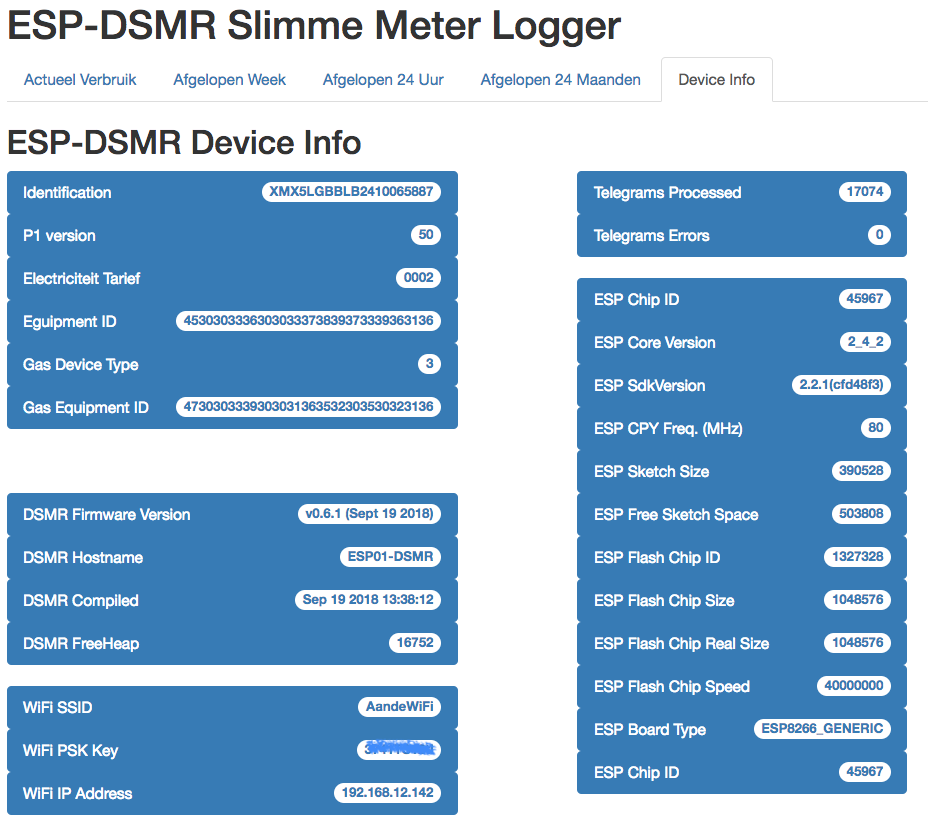 ESP-DSMR Slimme Meter Logger
Actueel Verbruik Afgelopen Week Afgelopen 24 Uur Afgelopen 24 Maanden Device Info
ESP-DSMR Device Info
Identification XMX5LGBBLB2410065887
P1 version 50
Electriciteit Tarief 0002
Eguipment ID 4530303336303033373839373339363136
Gas Device Type 3
Gas Equipment ID 4730303339303031363532303530323136
DSMR Firmware Version v0.6.1 (Sept 19 2018)
DSMR Hostname ESP01-DSMR
DSMR Compiled Sep 19 2018 13:38:12
DSMR FreeHeap 16752
WiFi SSID AandeWiFi
WiFi PSK Key
WiFi IP Address 192.168.12.142
Telegrams Processed 17074
Telegrams Errors 0
ESP Chip ID 45967
ESP Core Version 2_4_2
ESP SdkVersion 2.2.1(cfd48f3)
ESP CPY Freq. (MHz) 80
ESP Sketch Size 390528
ESP Free Sketch Space 503808
ESP Flash Chip ID 1327328
ESP Flash Chip Size 1048576
ESP Flash Chip Real Size 1048576
ESP Flash Chip Speed 40000000
ESP Board Type ESP8266_GENERIC
ESP Chip ID 45967